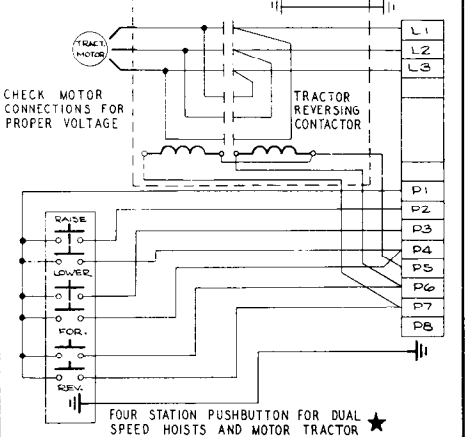 L1
L2
L3
TRACT.
MOTOR
CHECK MOTOR
CONNECTIONS FOR
PROPER VOLTAGE
TRACTOR
REVERSING
CONTACTOR
P1
P2
P3
P4
P5
P6
P7
P8
RAISE
LOWER
FOR.
REV.
FOUR STATION PUSHBUTTON FOR DUAL
SPEED HOISTS AND MOTOR TRACTOR